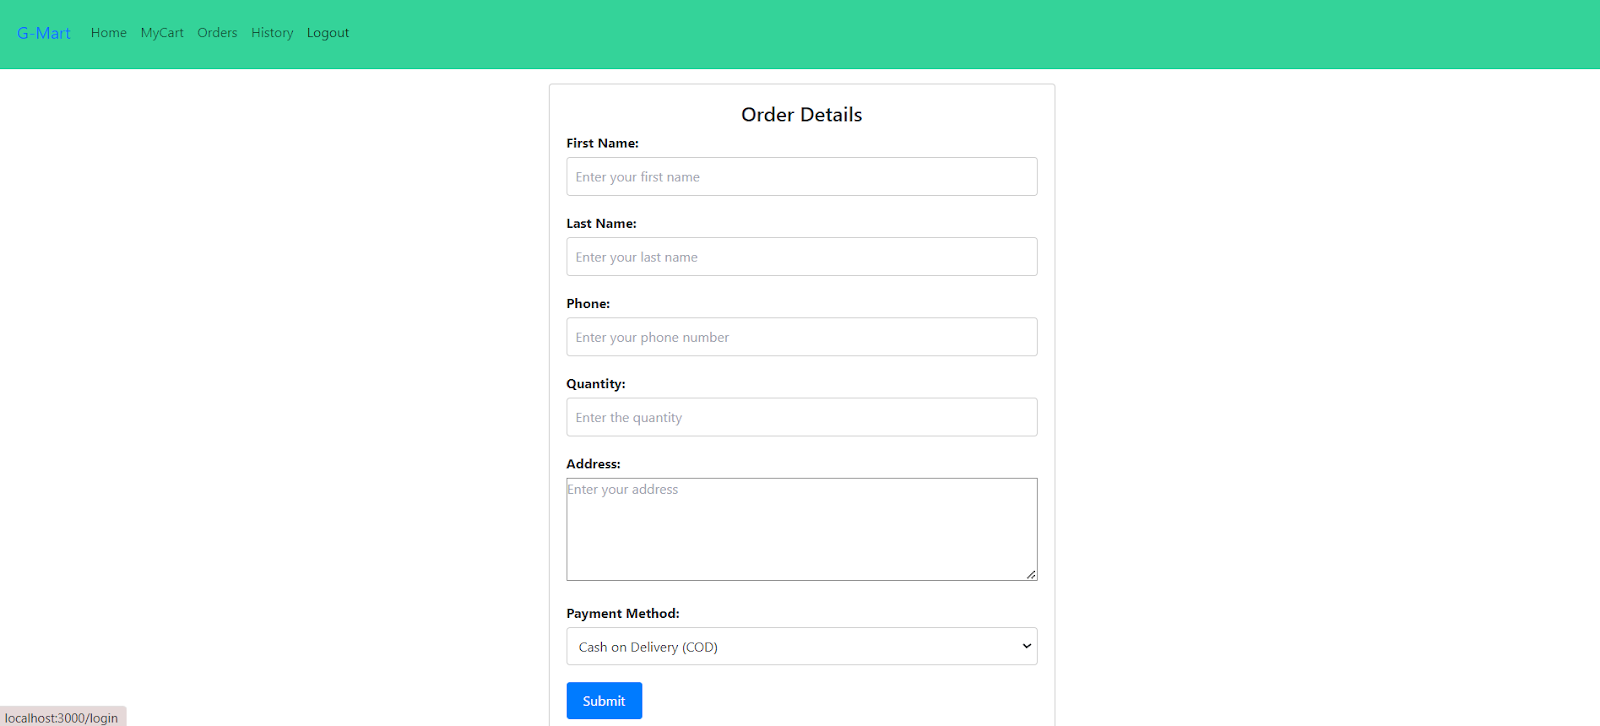 G-Mart Home MyCart Orders History Logout
Order Details
First Name:
Enter your first name
Last Name:
Enter your last name
Phone:
Enter your phone number
Quantity:
Enter the quantity
Address:
Enter your address
Payment Method:
Cash on Delivery (COD)
Submit
localhost:3000/login